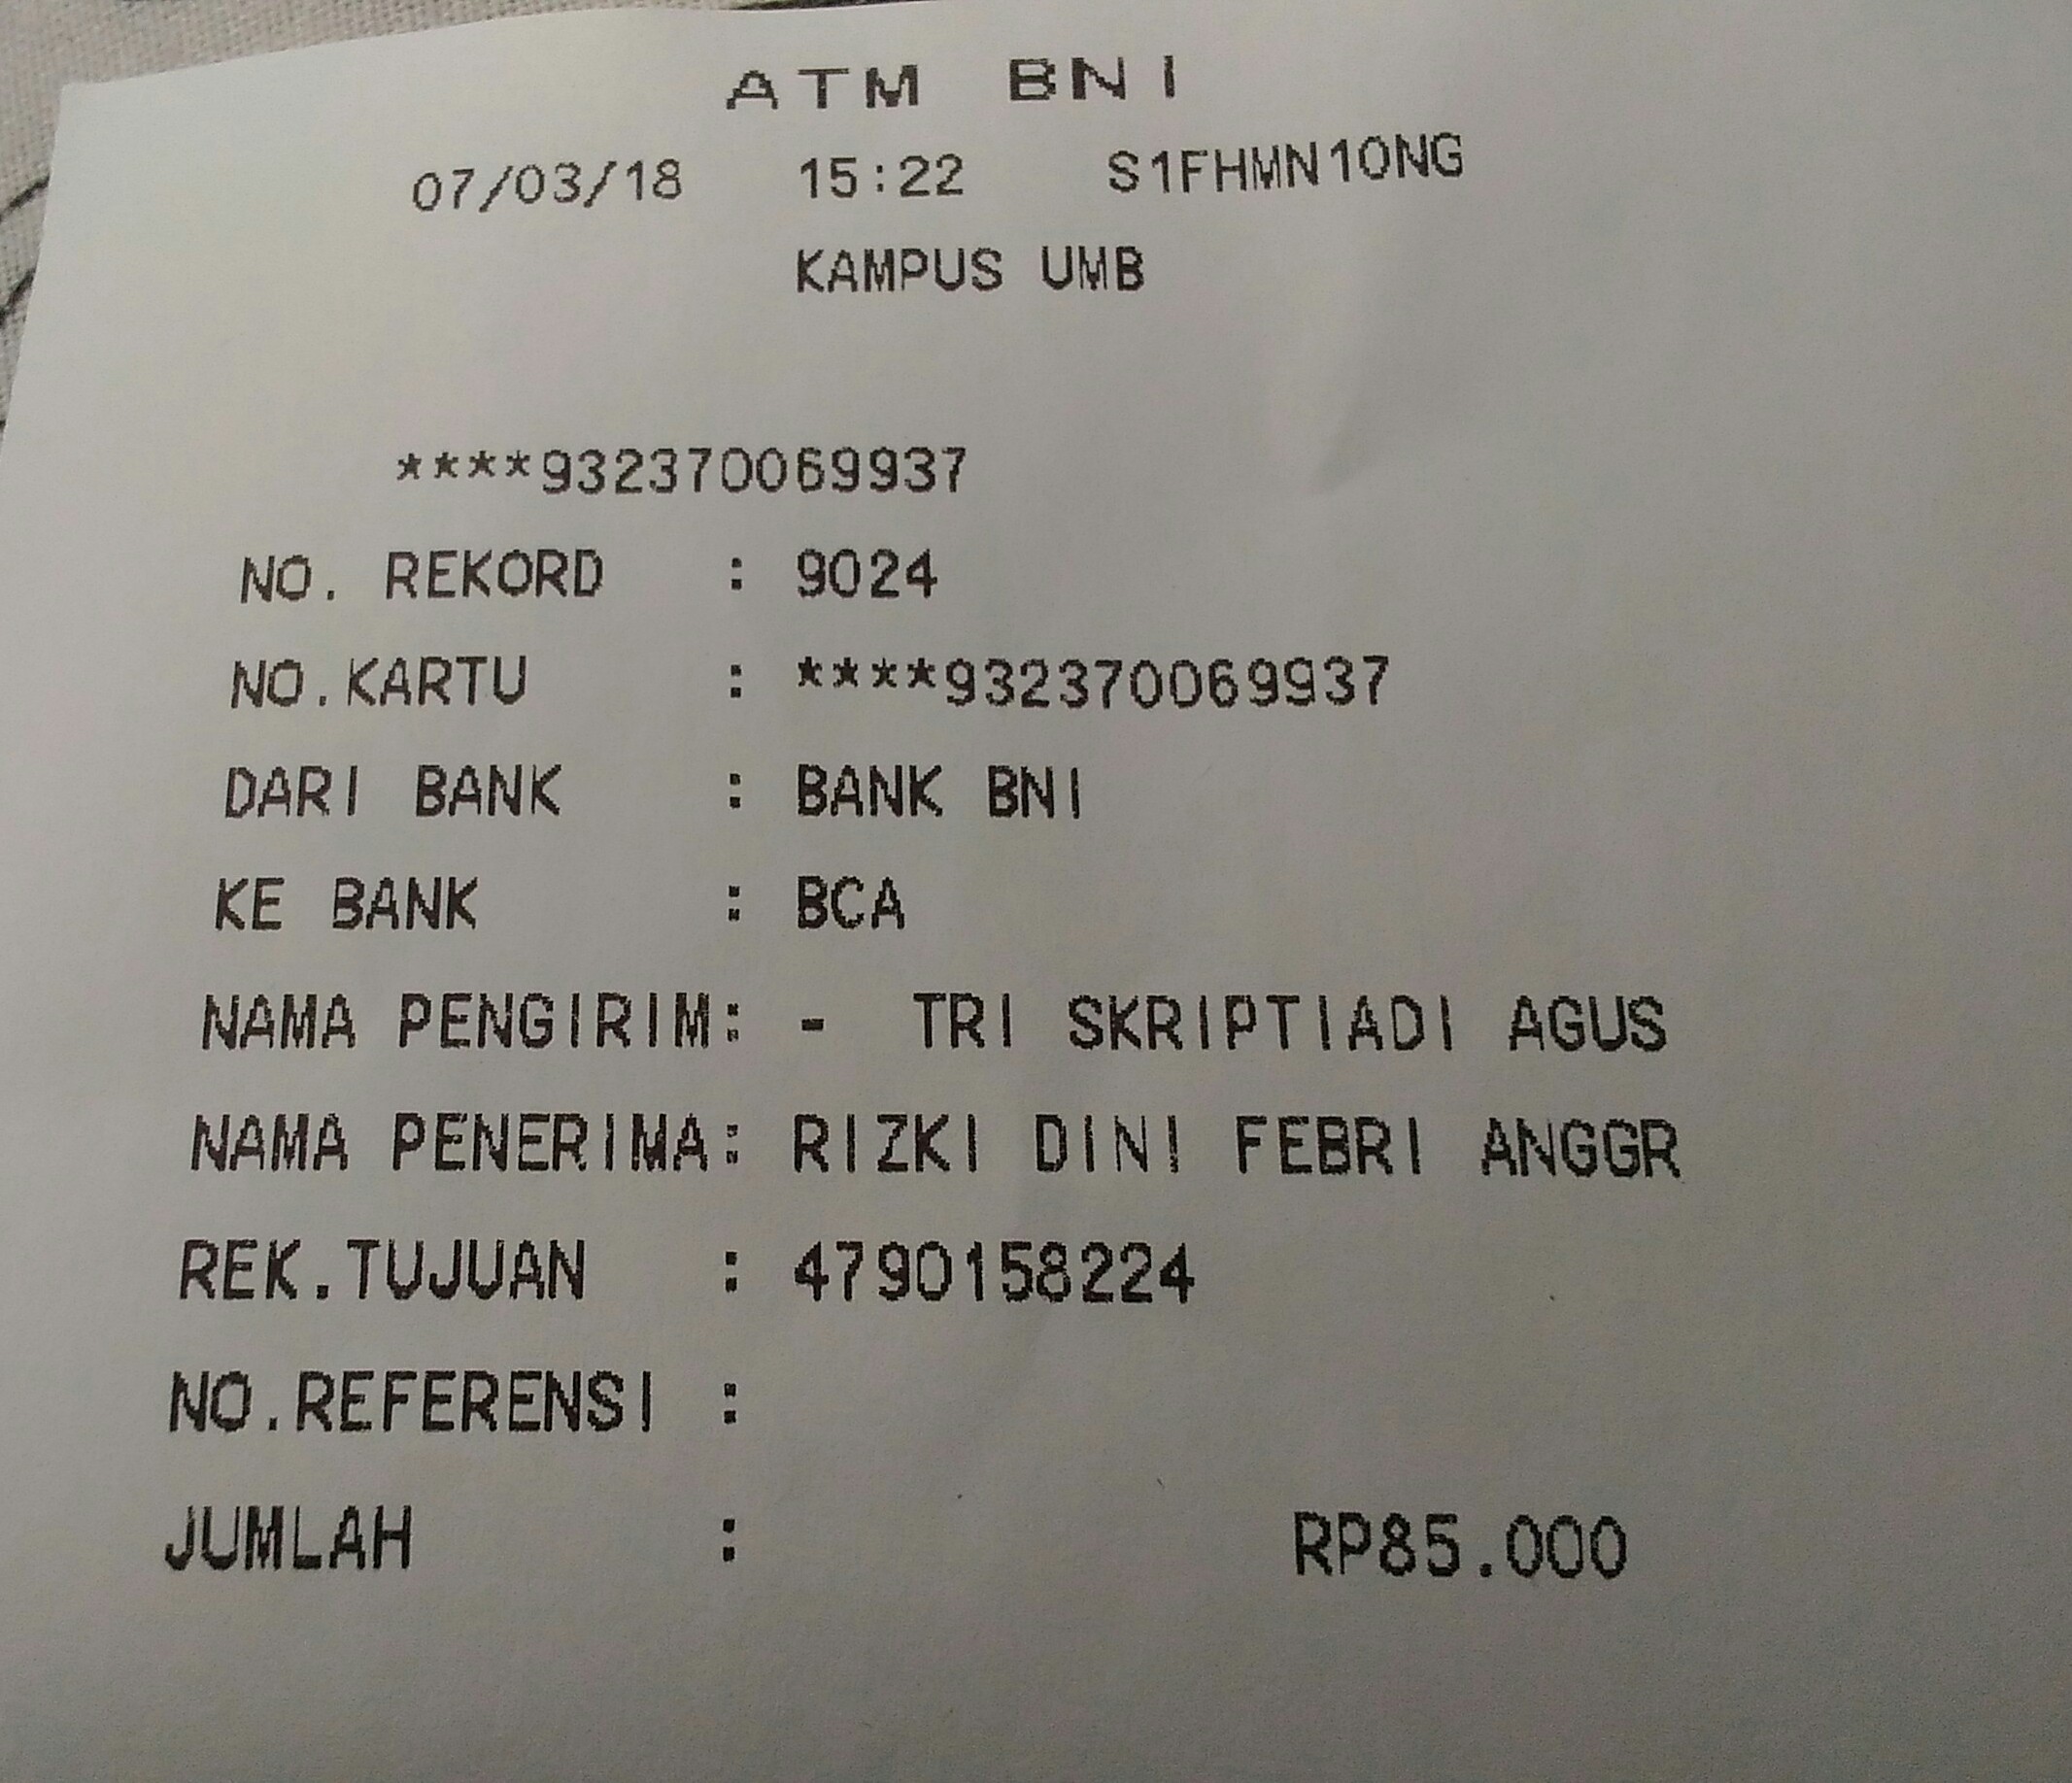 ATM BNI
07/03/18 15:22 S1FHMN10NG
KAMPUS UMB
****932370069937
NO. REKORD : 9024
NO.KARTU : ****932370069937
DARI BANK : BANK BNI
KE BANK : BCA
NAMA PENGIRIM: - TRI SKRIPTIADI AGUS
NAMA PENERIMA: RIZKI DINI FEBRI ANGGR
REK.TUJUAN : 4790158224
NO.REFERENSI :
JUMLAH : RP85.000